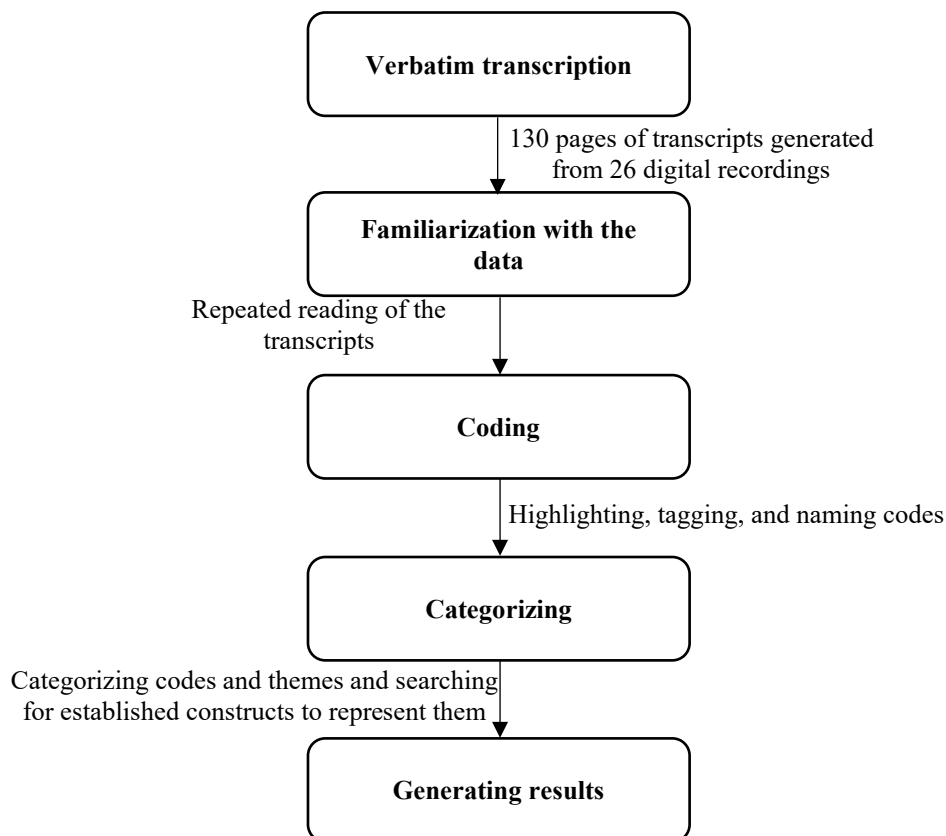 Verbatim transcription
130 pages of transcripts generated
from 26 digital recordings
Familiarization with the
data
Repeated reading of the
transcripts
Coding
Highlighting, tagging, and naming codes
Categorizing
Categorizing codes and themes and searching
for established constructs to represent them
Generating results